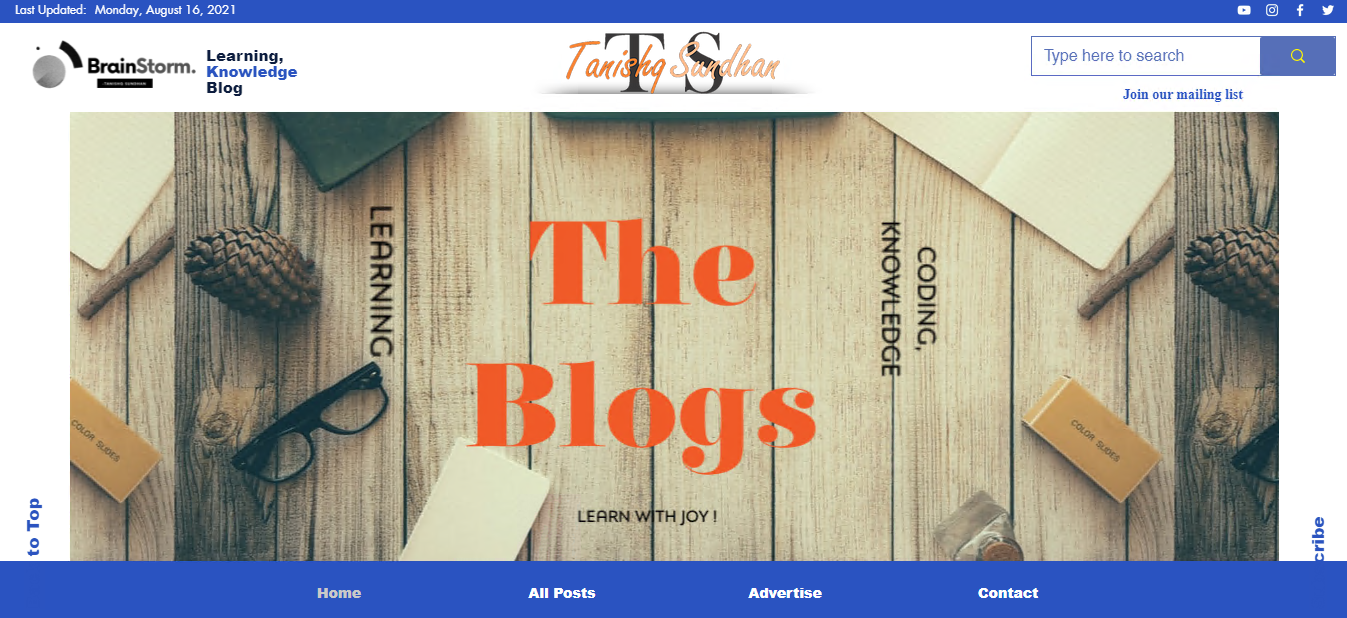 Last Updated: Monday, August 16, 2021
BrainStorm.
TANISHQ SUNDHAN
Learning,
Knowledge
Blog
TS
Tanishq Sundhan
Type here to search
Join our mailing list
LEARNING
The
Blogs
CODING,
KNOWLEDGE
COLOR SLIDES
COLOR SLIDES
LEARN WITH JOY !
to Top
cribe
Home
All Posts
Advertise
Contact